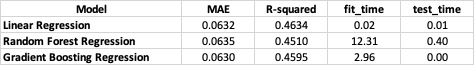 Model MAE R-squared fit_time test_time
Linear Regression 0.0632 0.4634 0.02 0.01
Random Forest Regression 0.0635 0.4510 12.31 0.40
Gradient Boosting Regression 0.0630 0.4595 2.96 0.00